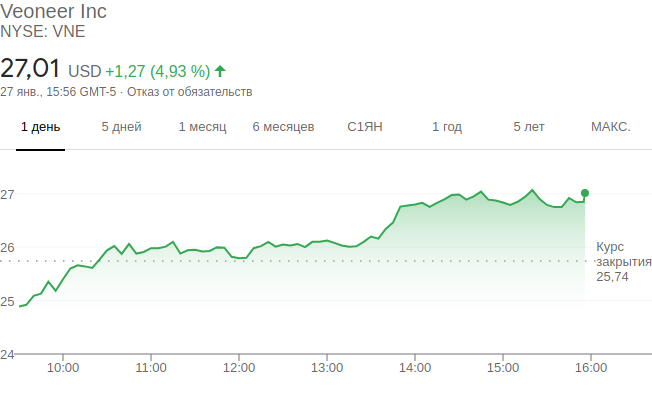 Veoneer Inc
NYSE: VNE
27,01 USD +1,27 (4,93 %)
27 янв., 15:56 GMT-5 · Отказ от обязательств
1 день 5 дней 1 месяц 6 месяцев С1ЯН 1 год 5 лет МАКС.
27
26
25
24
Курс
закрытия
25,74
10:00 11:00 12:00 13:00 14:00 15:00 16:00